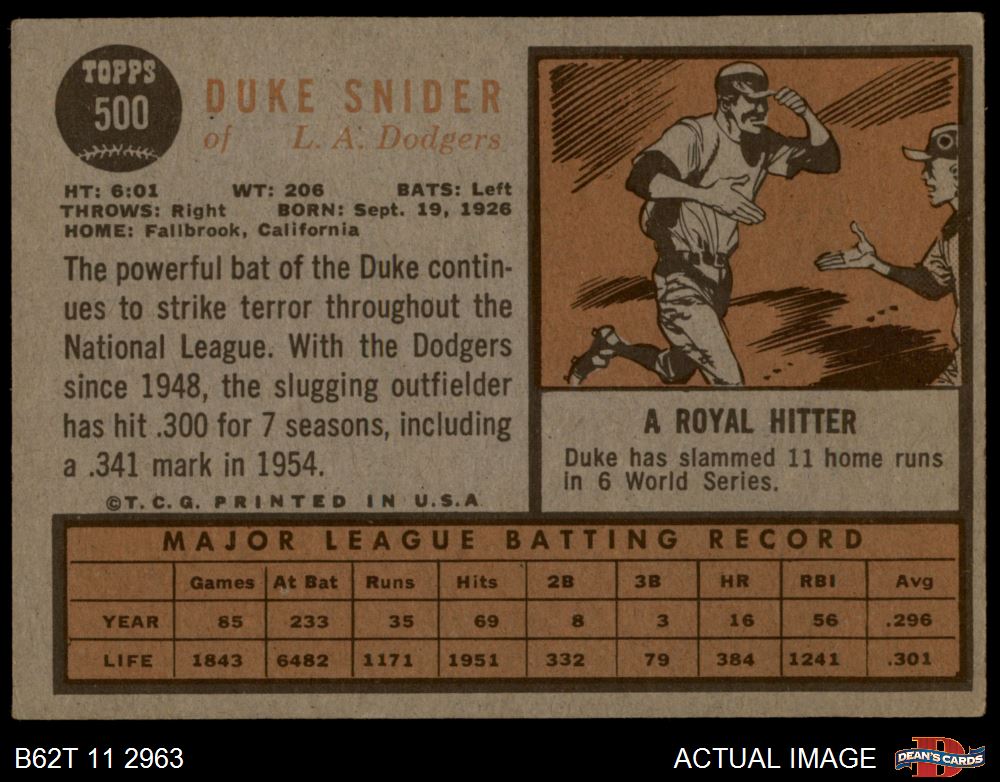 TOPPS
500
DUKE SNIDER
of L. A. Dodgers
HT: 6:01 WT: 206 BATS: Left
THROWS: Right BORN: Sept. 19, 1926
HOME: Fallbrook, California
The powerful bat of the Duke contin-
ues to strike terror throughout the
National League. With the Dodgers
since 1948, the slugging outfielder
has hit .300 for 7 seasons, including
a .341 mark in 1954.
©T. C. G. PRINTED IN U.S.A
A ROYAL HITTER
Duke has slammed 11 home runs
in 6 World Series.
MAJOR LEAGUE BATTING RECORD
Games At Bat Runs Hits 2B 3B HR RBI Avg
YEAR 85 233 35 69 8 3 16 56 .296
LIFE 1843 6482 1171 1951 332 79 384 1241 .301
B62T 11 2963
ACTUAL IMAGE
D
DEAN'S CARDS